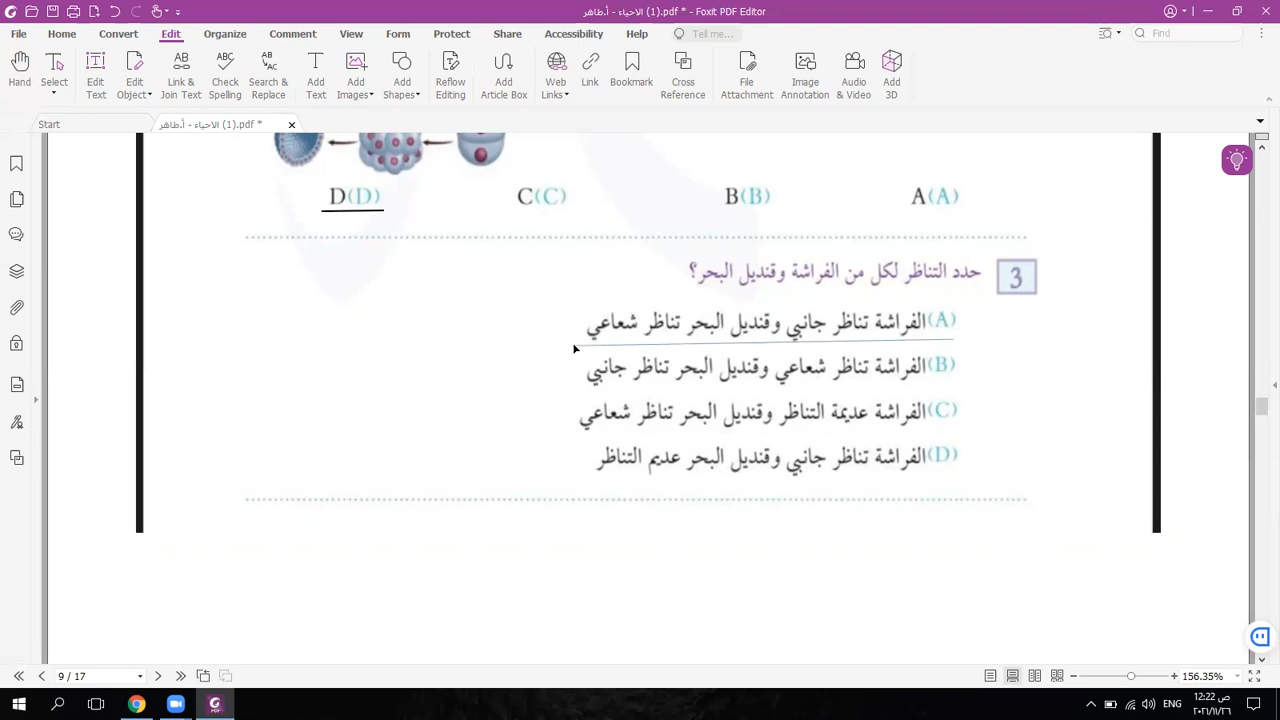 (1).pdf * - الاحياء - أ.طاهر - Foxit PDF Editor
File Home Convert Edit Organize Comment View Form Protect Share Accessibility Help Tell me... Find
Hand
Select
Edit Text
Edit Object
Link & Join Text
Check Spelling
Search & Replace
Add Text
Add Images
Add Shapes
Reflow Editing
Add Article Box
Web Links
Link
Bookmark
Cross Reference
File Attachment
Image Annotation
Audio & Video
Add 3D
Start
الاحياء - أ.طاهر (1).pdf *
A(A) B(B) C(C) D(D)
3 حدد التناظر لكل من الفراشة وقنديل البحر؟
(A) الفراشة تناظر جانبي وقنديل البحر تناظر شعاعي
(B) الفراشة تناظر شعاعي وقنديل البحر تناظر جانبي
(C) الفراشة عديمة التناظر وقنديل البحر تناظر شعاعي
(D) الفراشة تناظر جانبي وقنديل البحر عديم التناظر
9 / 17
156.35%
ENG
12:22 ص
٢٠٢١/١١/٢٦